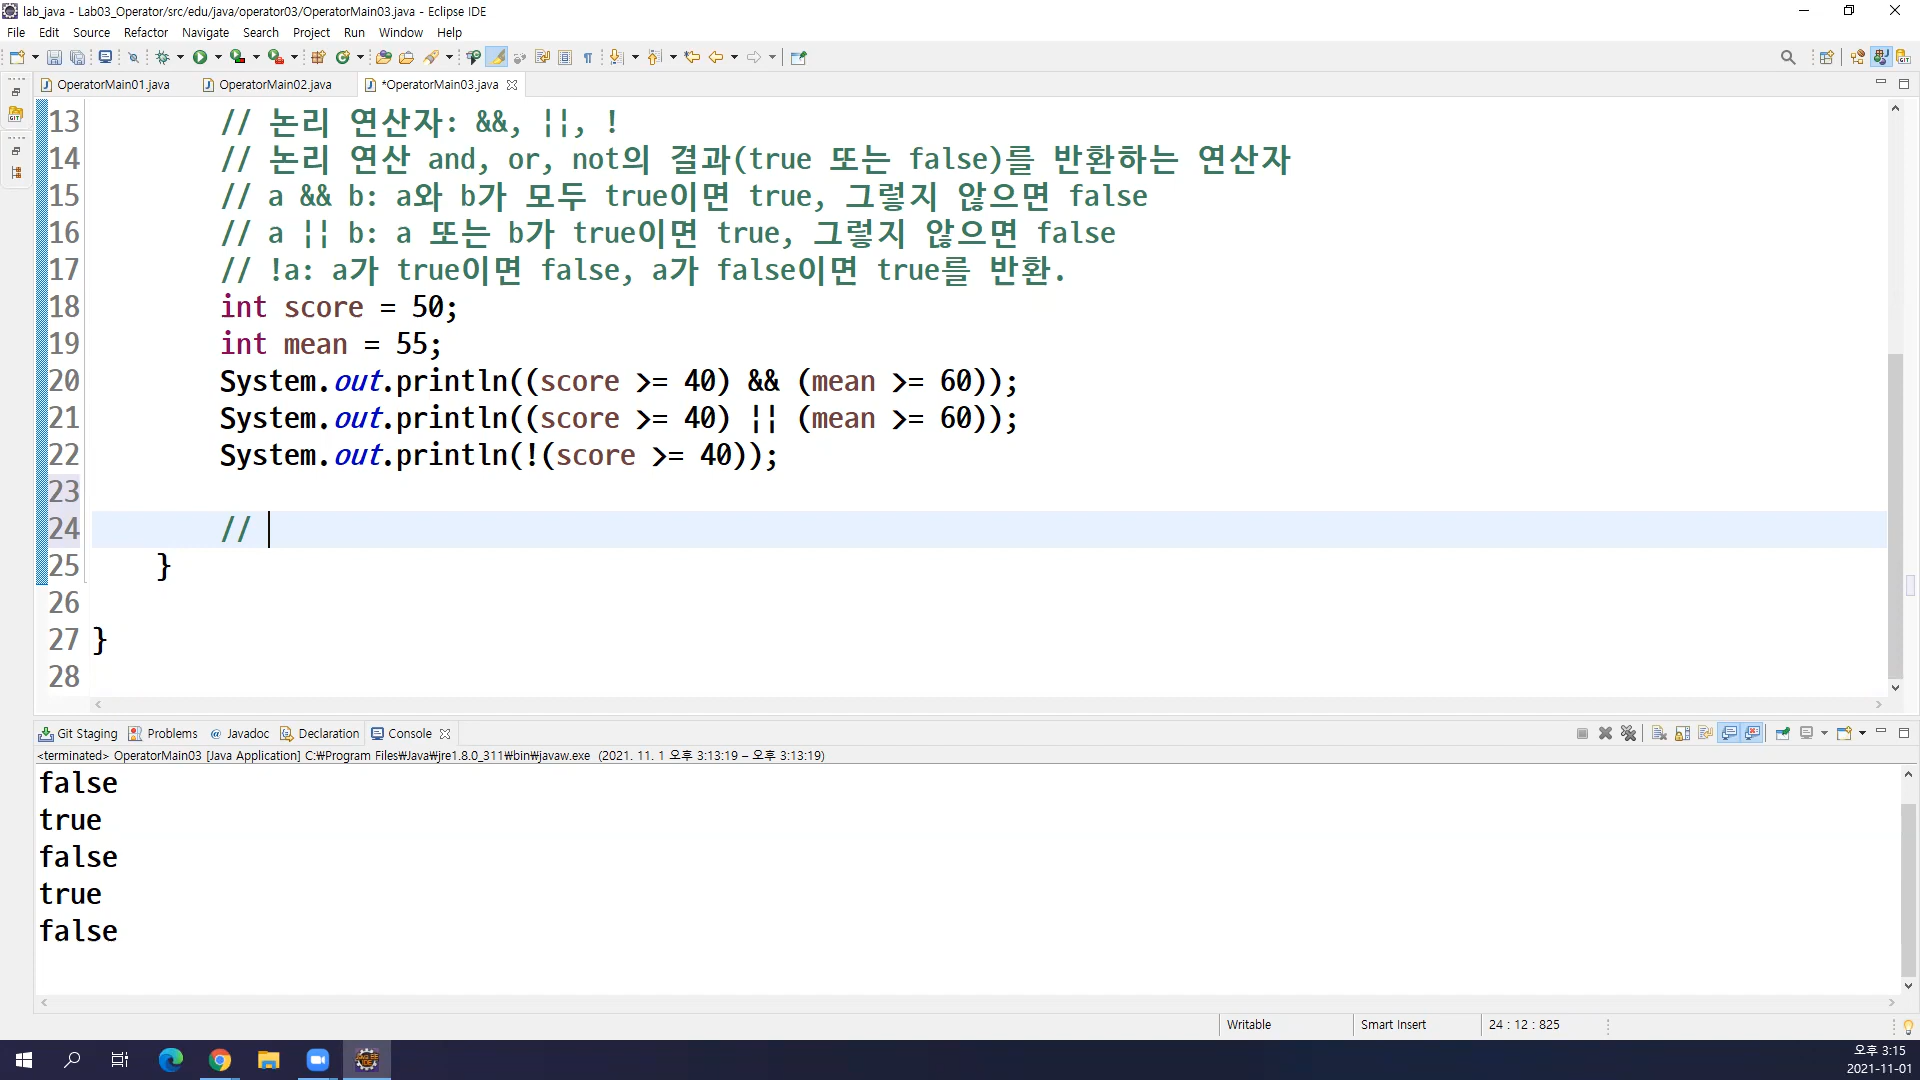 lab_java - Lab03_Operator/src/edu/java/operator03/OperatorMain03.java - Eclipse IDE
File Edit Source Refactor Navigate Search Project Run Window Help
OperatorMain01.java OperatorMain02.java *OperatorMain03.java
13 // 논리 연산자: &&, ||, !
14 // 논리 연산 and, or, not의 결과(true 또는 false)를 반환하는 연산자
15 // a && b: a와 b가 모두 true이면 true, 그렇지 않으면 false
16 // a || b: a 또는 b가 true이면 true, 그렇지 않으면 false
17 // !a: a가 true이면 false, a가 false이면 true를 반환.
18 int score = 50;
19 int mean = 55;
20 System.out.println((score >= 40) && (mean >= 60));
21 System.out.println((score >= 40) || (mean >= 60));
22 System.out.println(!(score >= 40));
23
24 //
25 }
26
27 }
28
Git Staging Problems @ Javadoc Declaration Console
<terminated> OperatorMain03 [Java Application] C:₩Program Files₩Java₩jre1.8.0_311₩bin₩javaw.exe (2021. 11. 1 오후 3:13:19 – 오후 3:13:19)
false
true
false
true
false
Writable Smart Insert 24 : 12 : 825
오후 3:15
2021-11-01